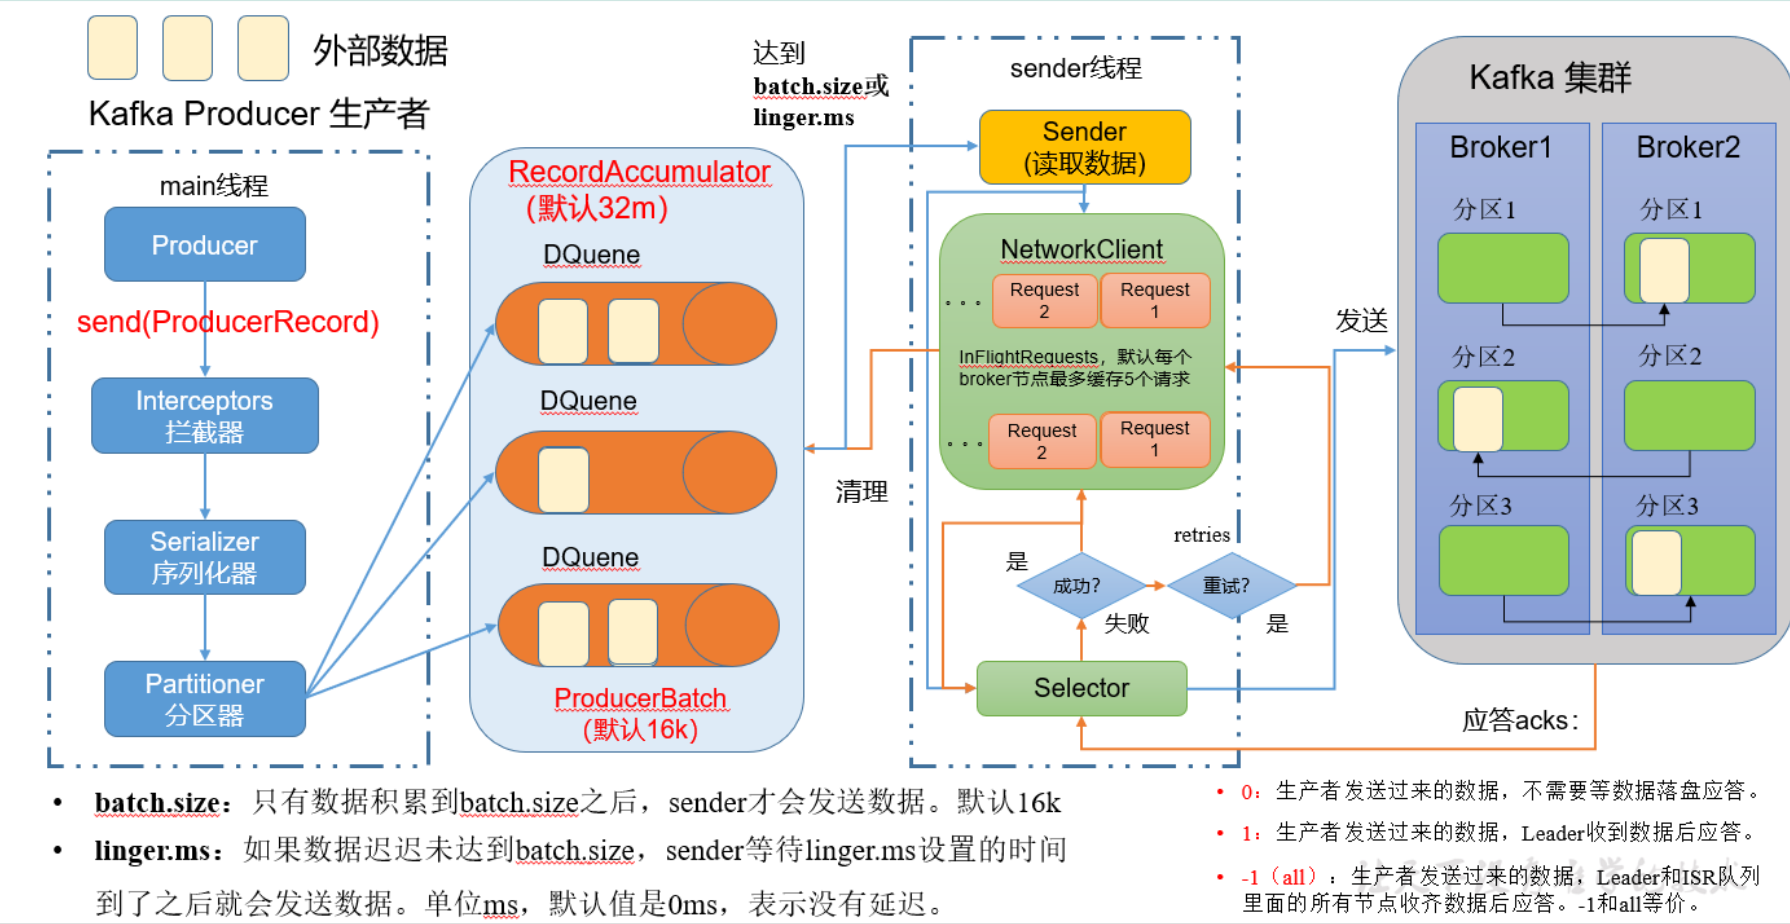 外部数据
Kafka Producer 生产者
main线程
Producer
send(ProducerRecord)
Interceptors
拦截器
Serializer
序列化器
Partitioner
分区器
RecordAccumulator
(默认32m)
DQuene
DQuene
DQuene
ProducerBatch
(默认16k)
达到
batch.size或
linger.ms
清理
sender线程
Sender
(读取数据)
NetworkClient
...
Request
2
Request
1
InFlightRequests，默认每个
broker节点最多缓存5个请求
...
Request
2
Request
1
retries
是
成功?
重试?
失败
是
Selector
发送
Kafka 集群
Broker1
Broker2
分区1
分区1
分区2
分区2
分区3
分区3
应答acks：
• batch.size：只有数据积累到batch.size之后，sender才会发送数据。默认16k
• linger.ms：如果数据迟迟未达到batch.size，sender等待linger.ms设置的时间
到了之后就会发送数据。单位ms，默认值是0ms，表示没有延迟。
• 0：生产者发送过来的数据，不需要等数据落盘应答。
• 1：生产者发送过来的数据，Leader收到数据后应答。
• -1（all）：生产者发送过来的数据，Leader和ISR队列
里面的所有节点收齐数据后应答。-1和all等价。